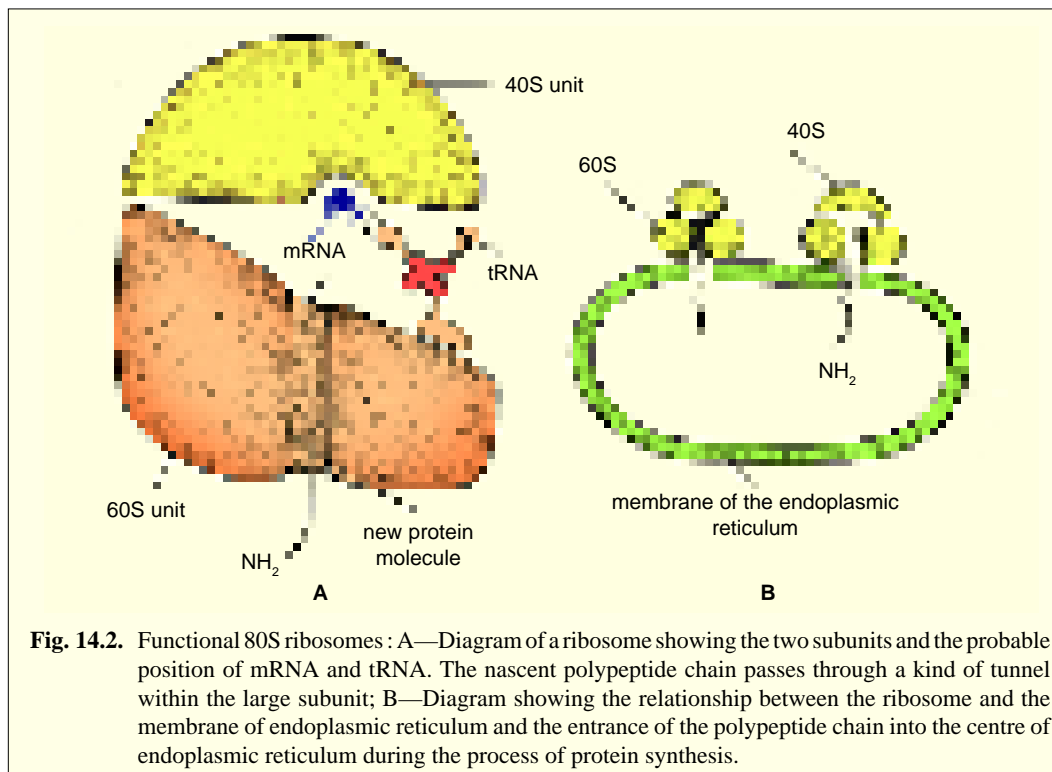 40S unit
40S
60S
mRNA
tRNA
NH2
60S unit
new protein
molecule
NH2
membrane of the endoplasmic
reticulum
A
B
Fig. 14.2. Functional 80S ribosomes : A—Diagram of a ribosome showing the two subunits and the probable
position of mRNA and tRNA. The nascent polypeptide chain passes through a kind of tunnel
within the large subunit; B—Diagram showing the relationship between the ribosome and the
membrane of endoplasmic reticulum and the entrance of the polypeptide chain into the centre of
endoplasmic reticulum during the process of protein synthesis.